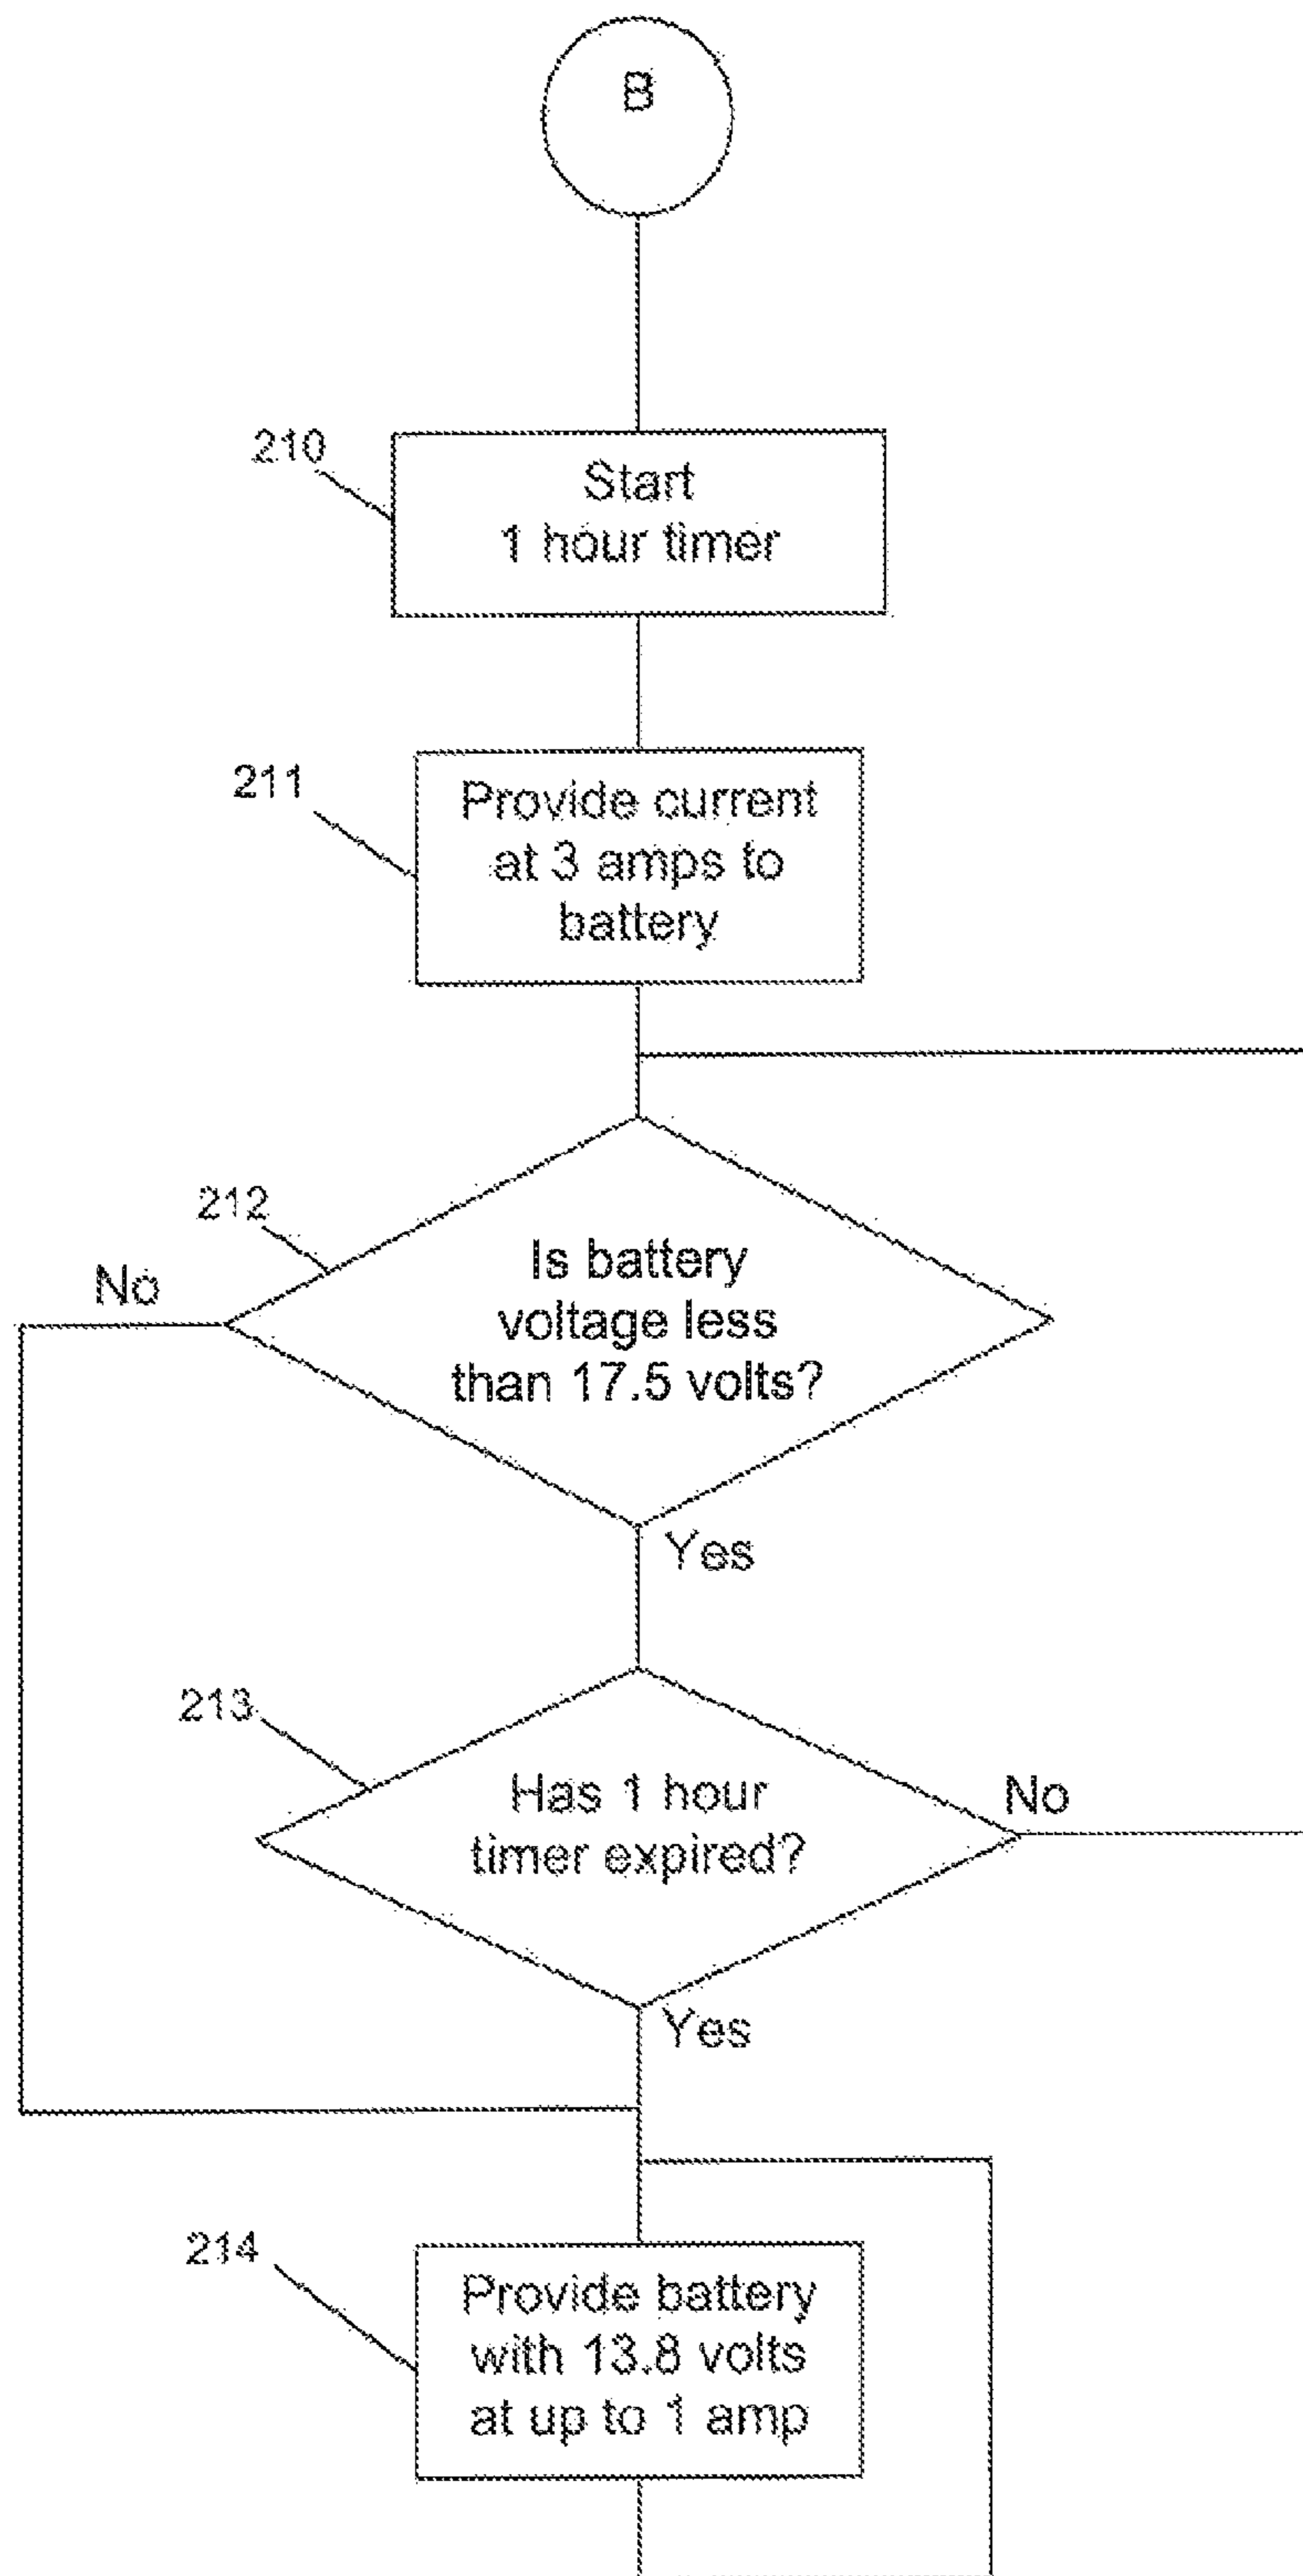 B
210
Start
1 hour timer
211
Provide current
at 3 amps to
battery
212
No
Is battery
voltage less
than 17.5 volts?
Yes
213
Has 1 hour
timer expired?
No
Yes
214
Provide battery
with 13.8 volts
at up to 1 amp